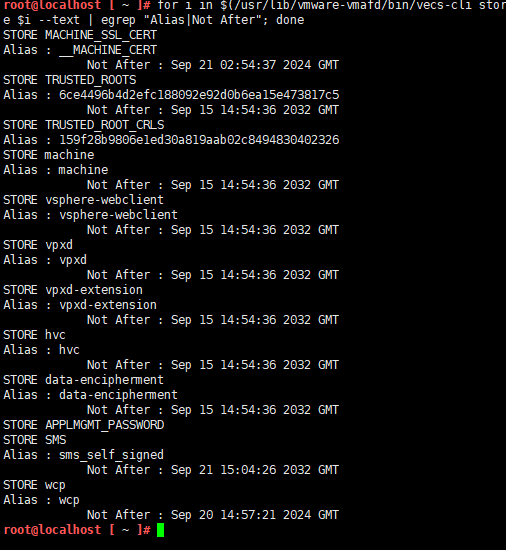 root@localhost [ ~ ]# for i in $(/usr/lib/vmware-vmafd/bin/vecs-cli stor
e $i --text | egrep "Alias|Not After"; done
STORE MACHINE_SSL_CERT
Alias : __MACHINE_CERT
Not After : Sep 21 02:54:37 2024 GMT
STORE TRUSTED_ROOTS
Alias : 6ce4496b4d2efc188092e92d0b6ea15e473817c5
Not After : Sep 15 14:54:36 2032 GMT
STORE TRUSTED_ROOT_CRLS
Alias : 159f28b9806e1ed30a819aab02c8494830402326
STORE machine
Alias : machine
Not After : Sep 15 14:54:36 2032 GMT
STORE vsphere-webclient
Alias : vsphere-webclient
Not After : Sep 15 14:54:36 2032 GMT
STORE vpxd
Alias : vpxd
Not After : Sep 15 14:54:36 2032 GMT
STORE vpxd-extension
Alias : vpxd-extension
Not After : Sep 15 14:54:36 2032 GMT
STORE hvc
Alias : hvc
Not After : Sep 15 14:54:36 2032 GMT
STORE data-encipherment
Alias : data-encipherment
Not After : Sep 15 14:54:36 2032 GMT
STORE APPLMGMT_PASSWORD
STORE SMS
Alias : sms_self_signed
Not After : Sep 21 15:04:26 2032 GMT
STORE wcp
Alias : wcp
Not After : Sep 20 14:57:21 2024 GMT
root@localhost [ ~ ]#